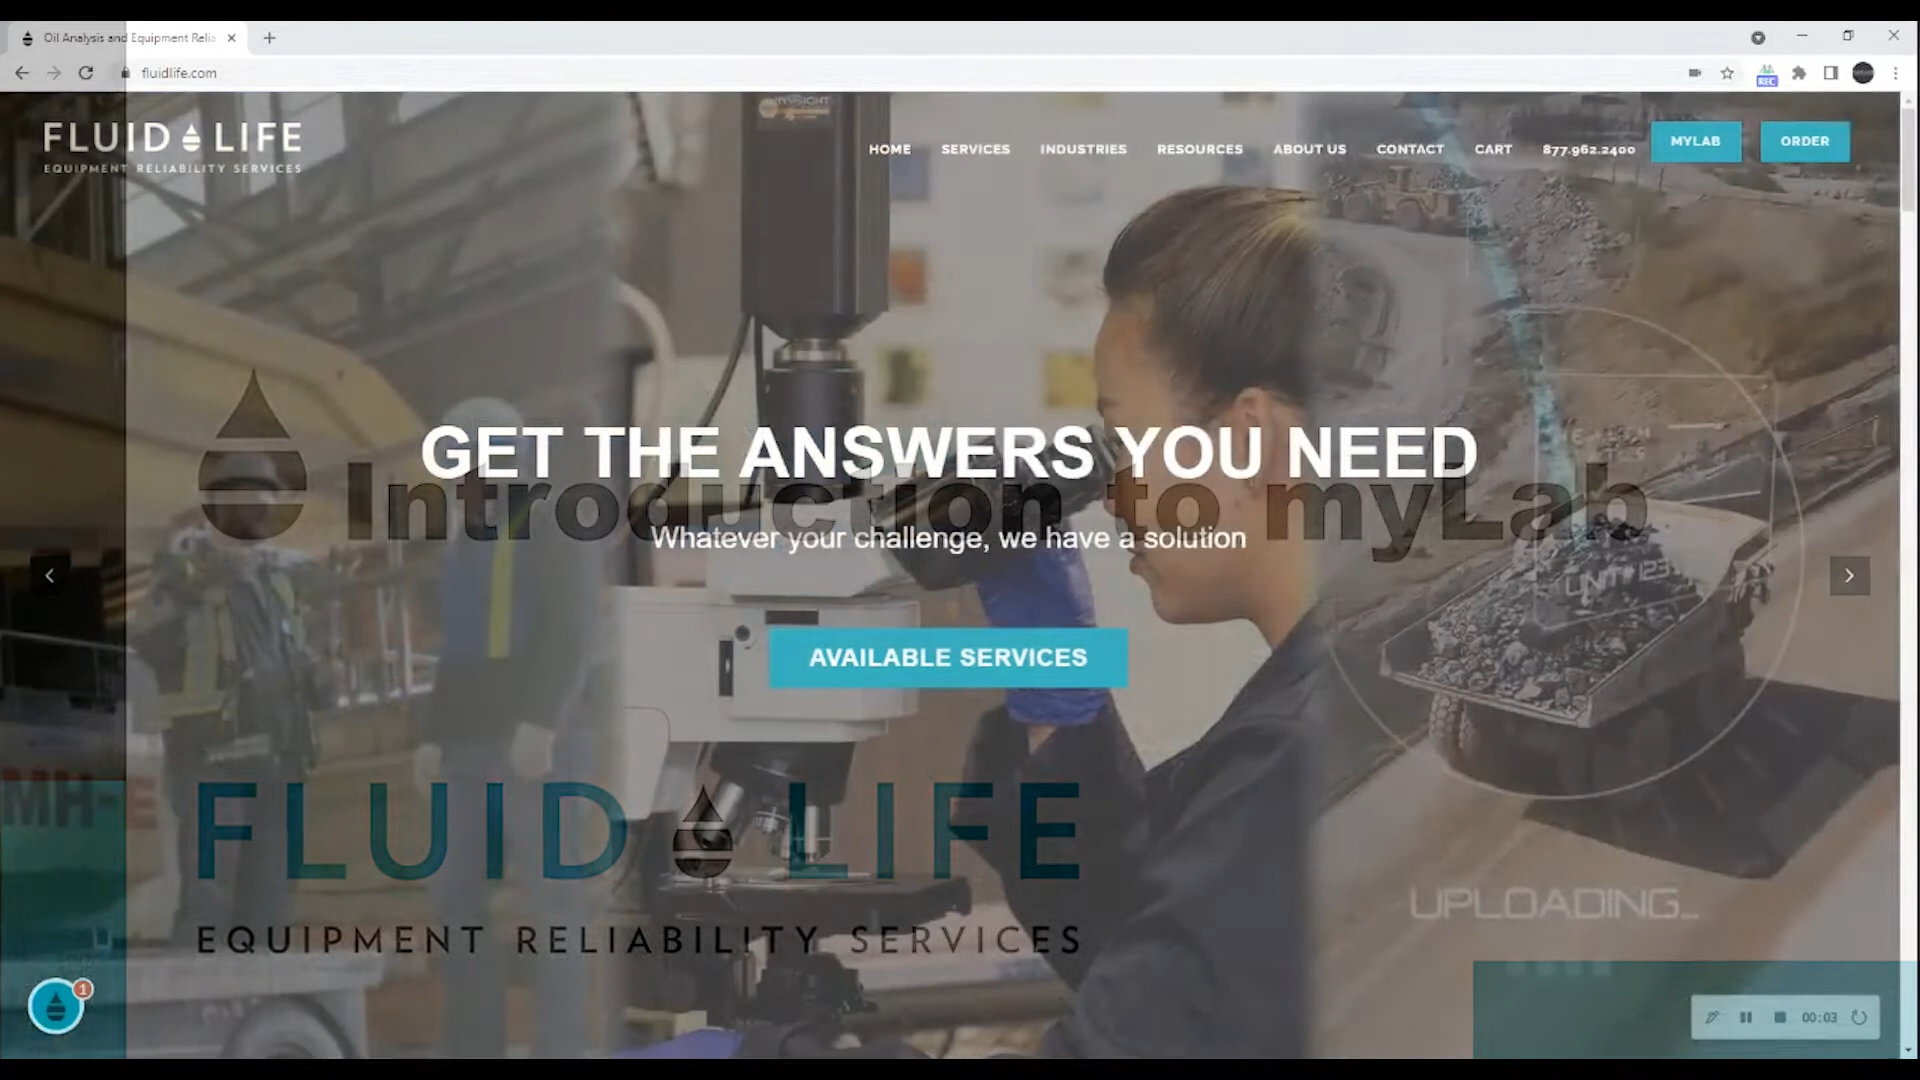 Oil Analysis and Equipment Relia
fluidlife.com
REC
FLUID LIFE
EQUIPMENT RELIABILITY SERVICES
HOME SERVICES INDUSTRIES RESOURCES ABOUT US CONTACT CART 877.962.2400 MYLAB ORDER
GET THE ANSWERS YOU NEED
Introduction to myLab
Whatever your challenge, we have a solution
UNIT 123
AVAILABLE SERVICES
FLUID LIFE
UPLOADING...
EQUIPMENT RELIABILITY SERVICES
1
00:03